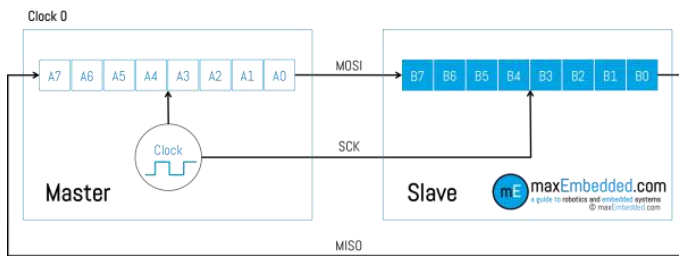 Clock 0
A7 A6 A5 A4 A3 A2 A1 A0
MOSI
B7 B6 B5 B4 B3 B2 B1 B0
Clock
SCK
Master
Slave
mE
maxEmbedded.com
a guide to robotics and embedded systems
© maxEmbedded.com
MISO